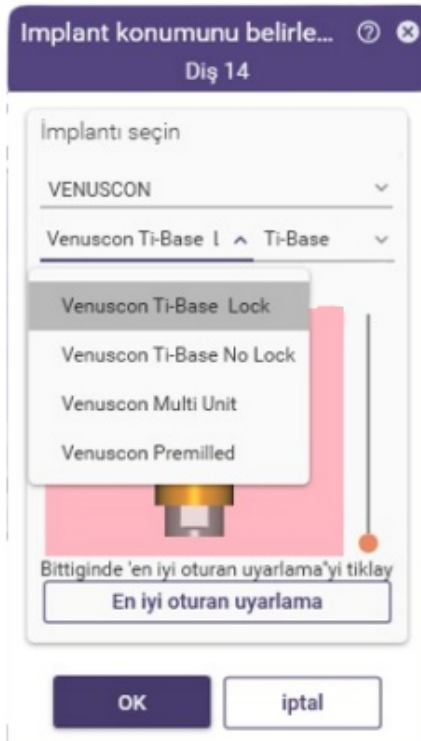 Implant konumunu belirle...
Diş 14
İmplantı seçin
VENUSCON
Venuscon Ti-Base L Ti-Base
Venuscon Ti-Base Lock
Venuscon Ti-Base No Lock
Venuscon Multi Unit
Venuscon Premilled
Bittiginde 'en iyi oturan uyarlama"yi tiklay
En iyi oturan uyarlama
OK iptal